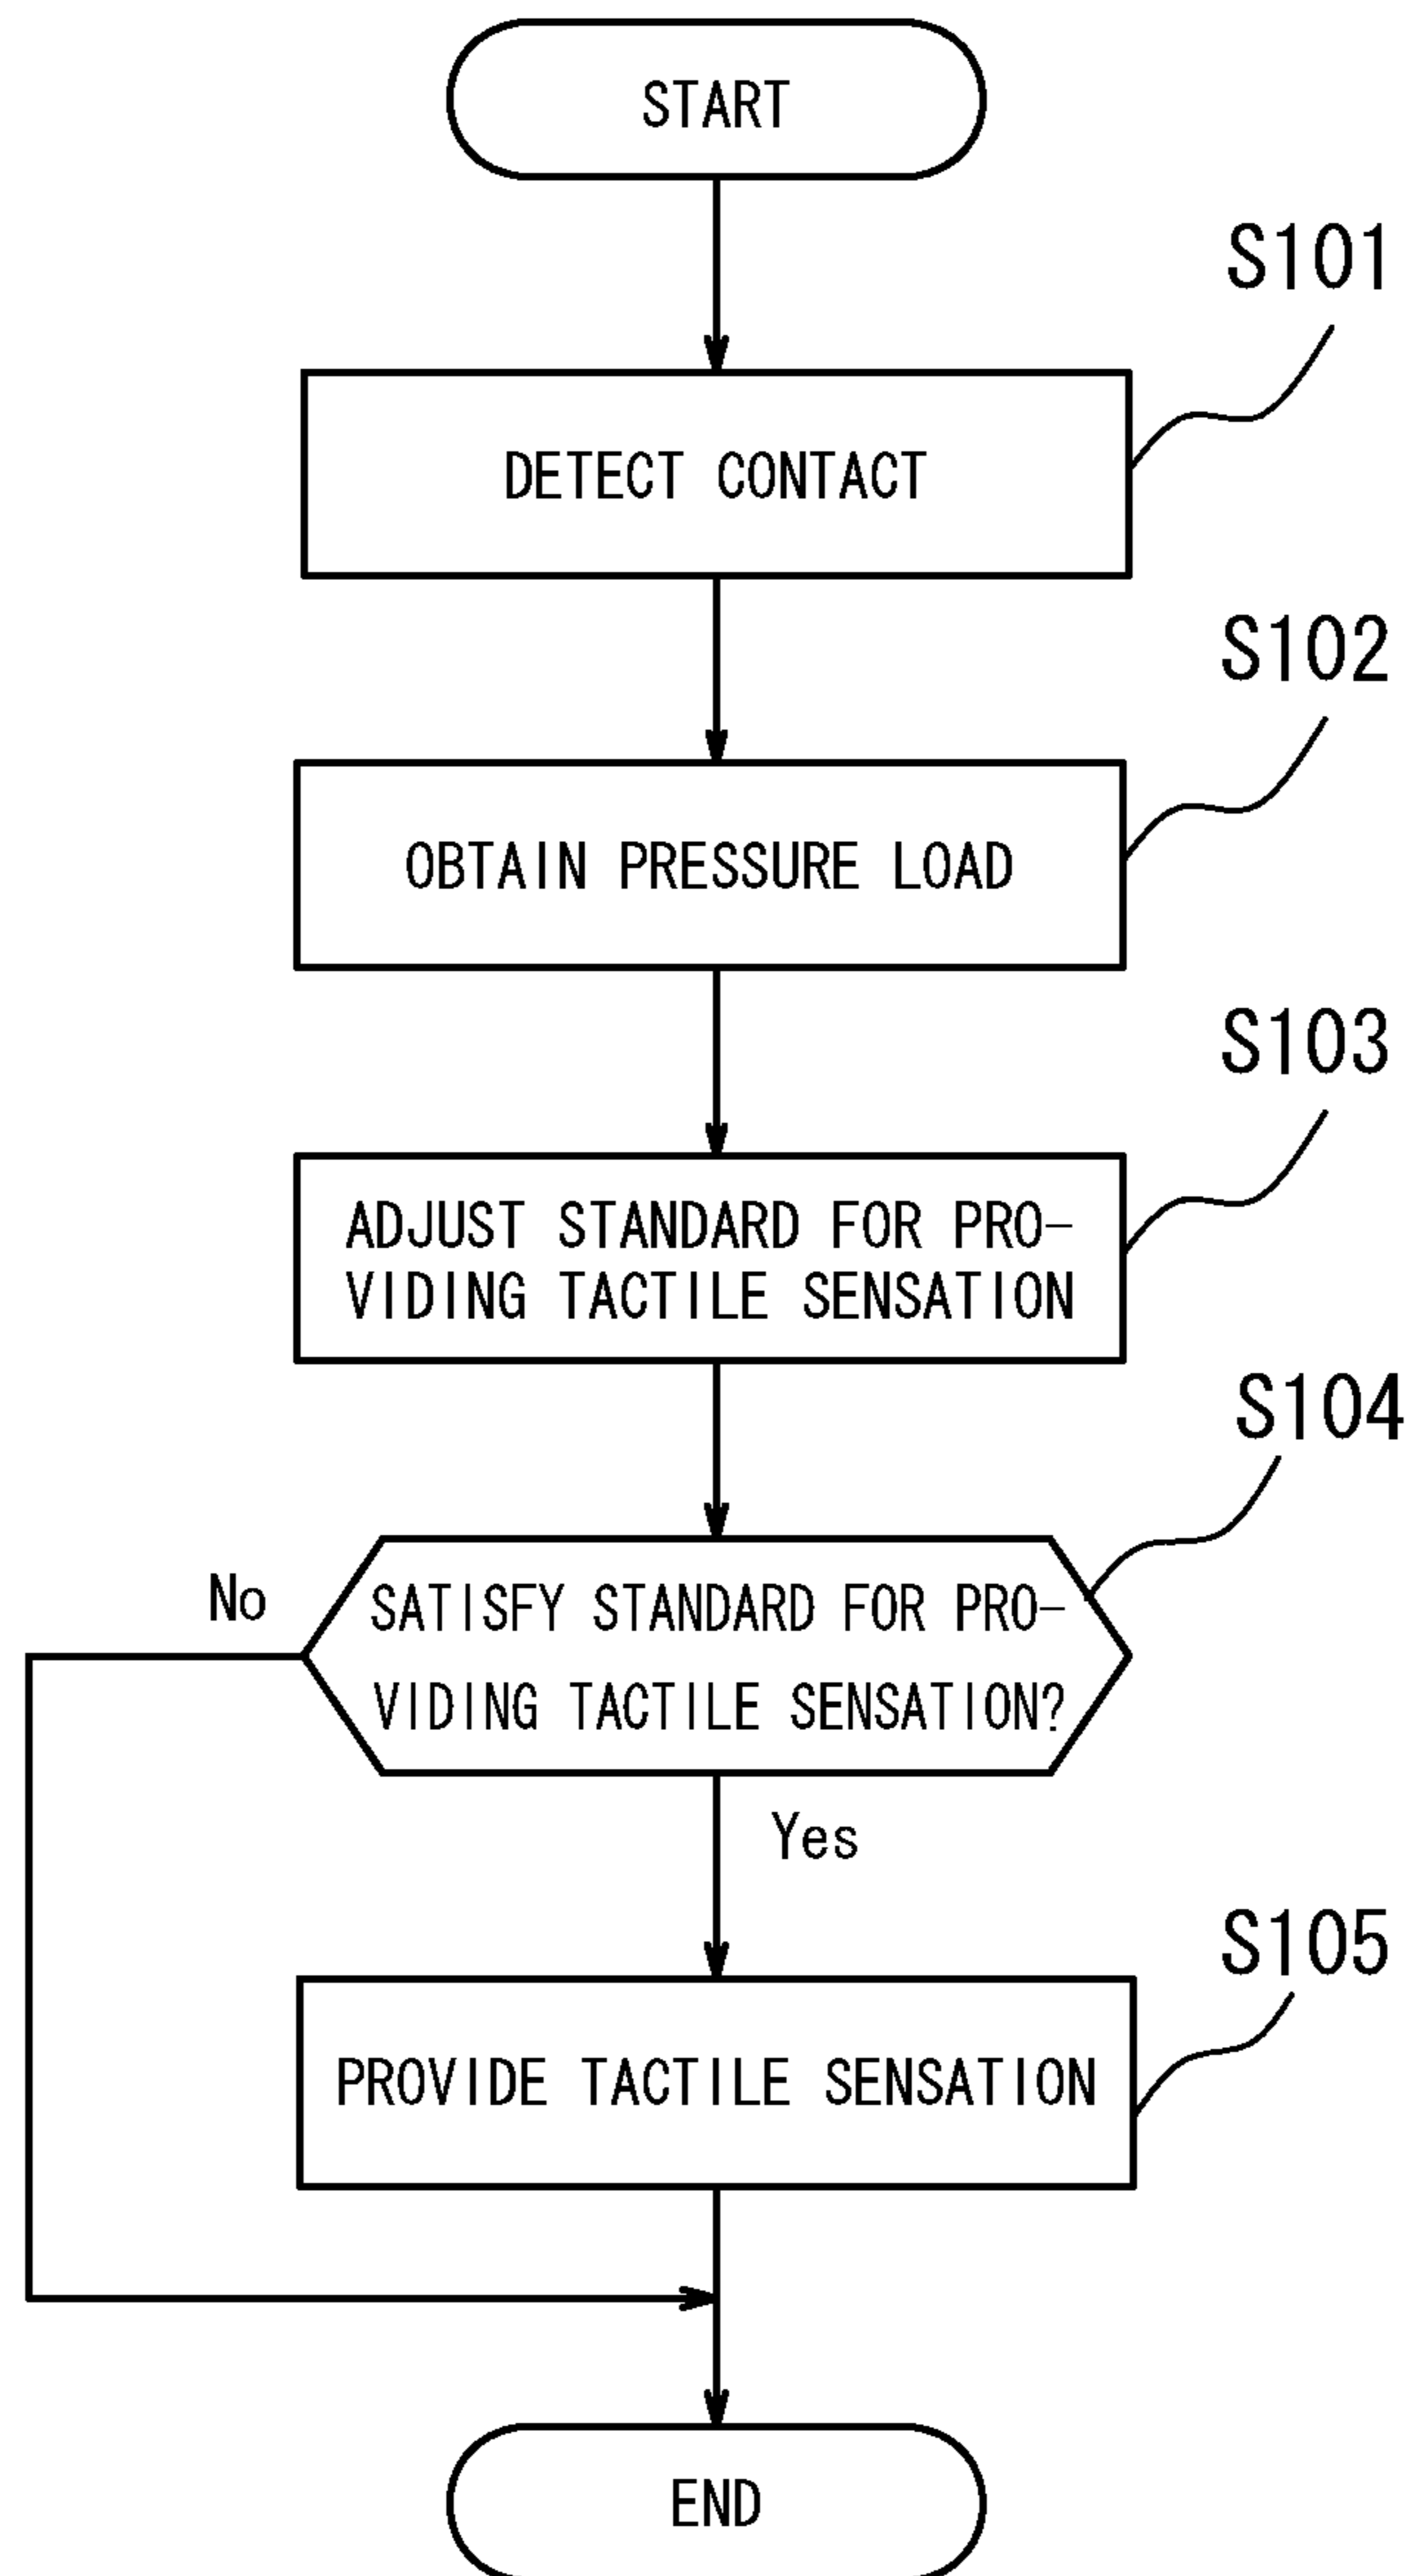 START
S101
DETECT CONTACT
S102
OBTAIN PRESSURE LOAD
S103
ADJUST STANDARD FOR PRO-
VIDING TACTILE SENSATION
S104
No
SATISFY STANDARD FOR PRO-
VIDING TACTILE SENSATION?
Yes
S105
PROVIDE TACTILE SENSATION
END